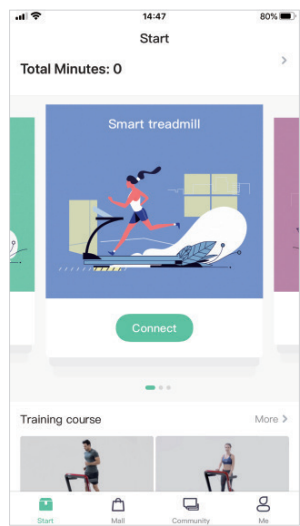 14:47
80%
Start
Total Minutes: 0
Smart treadmill
Connect
Training course
More
Start
Mall
Community
Me